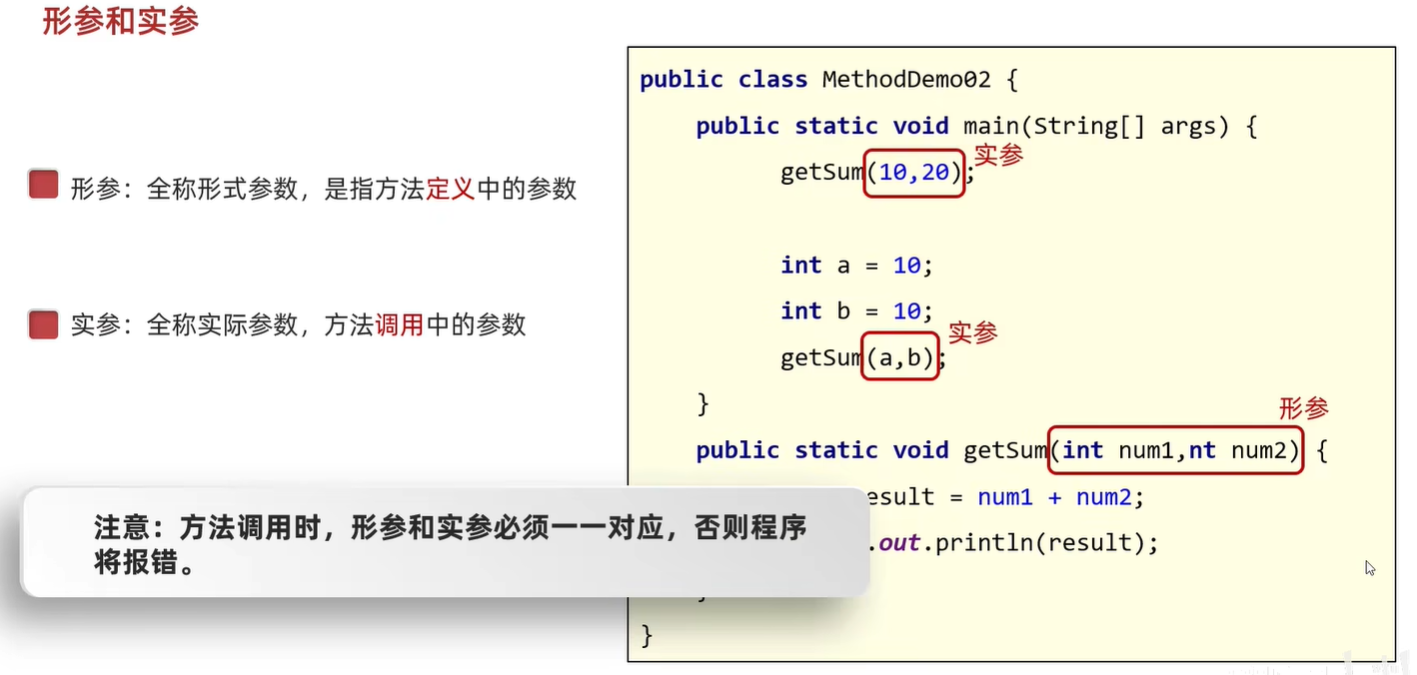 形参和实参
形参：全称形式参数，是指方法定义中的参数
实参：全称实际参数，方法调用中的参数
注意：方法调用时，形参和实参必须一一对应，否则程序
将报错。
public class MethodDemo02 {
public static void main(String[] args) {
getSum(10,20); 实参
int a = 10;
int b = 10;
实参
getSum(a,b);
}
形参
public static void getSum(int num1,nt num2) {
esult = num1 + num2;
.out.println(result);
}
}